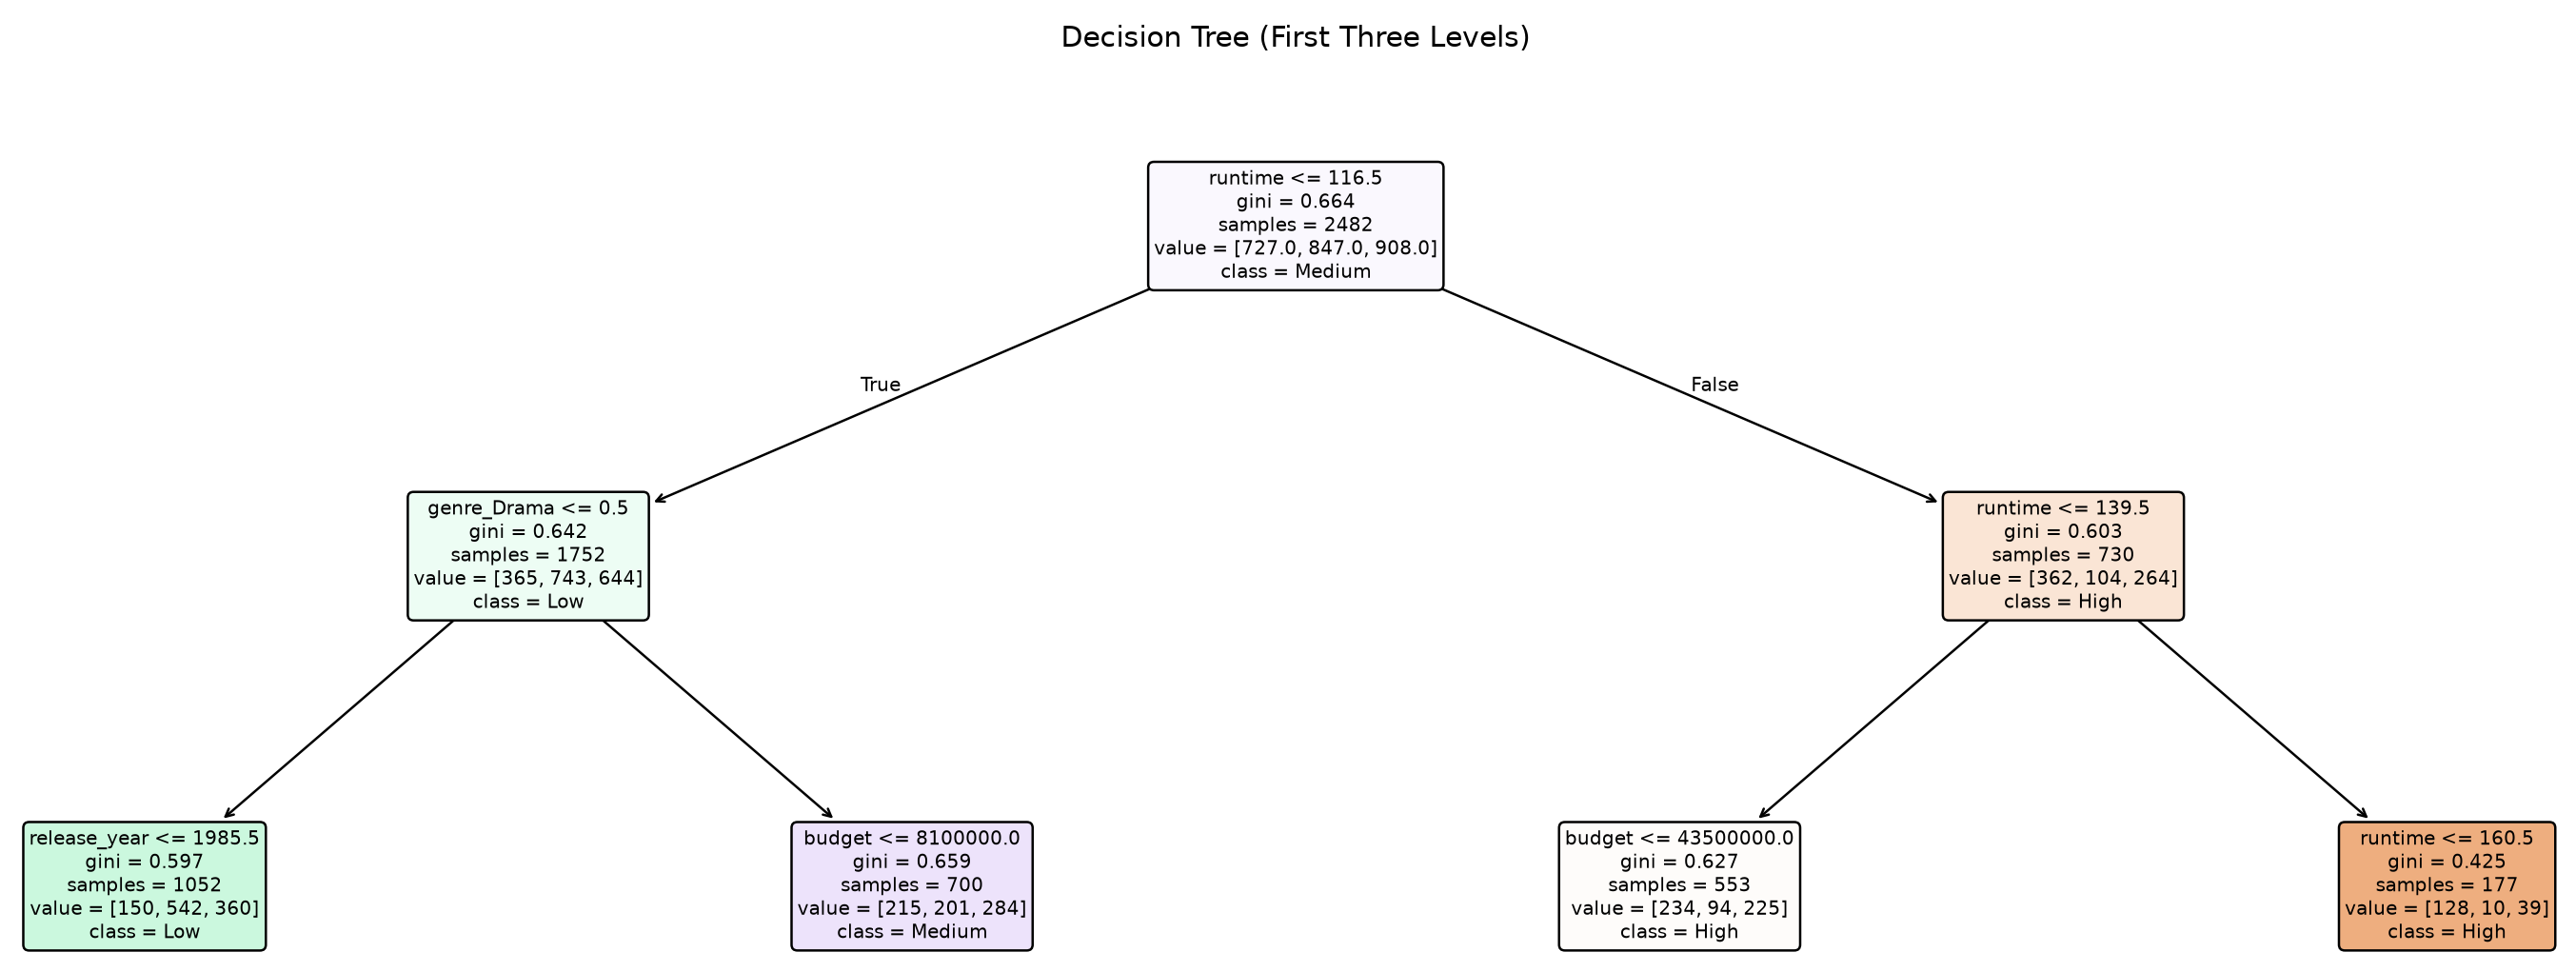 Decision Tree (First Three Levels)
runtime <= 116.5
gini = 0.664
samples = 2482
value = [727.0, 847.0, 908.0]
class = Medium
True
False
genre_Drama <= 0.5
gini = 0.642
samples = 1752
value = [365, 743, 644]
class = Low
runtime <= 139.5
gini = 0.603
samples = 730
value = [362, 104, 264]
class = High
release_year <= 1985.5
gini = 0.597
samples = 1052
value = [150, 542, 360]
class = Low
budget <= 8100000.0
gini = 0.659
samples = 700
value = [215, 201, 284]
class = Medium
budget <= 43500000.0
gini = 0.627
samples = 553
value = [234, 94, 225]
class = High
runtime <= 160.5
gini = 0.425
samples = 177
value = [128, 10, 39]
class = High